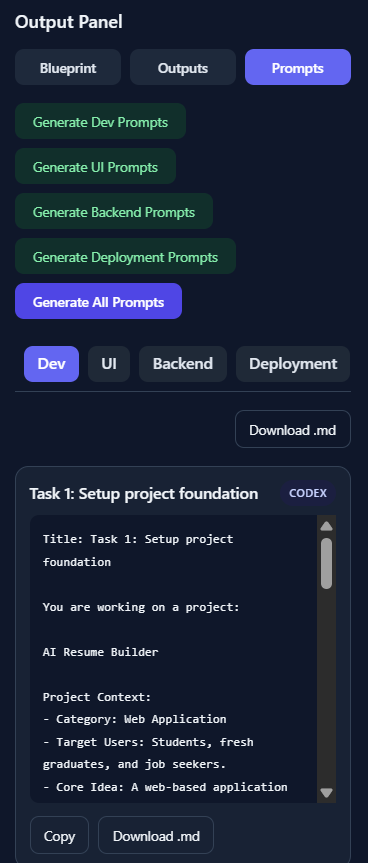 Output Panel
Blueprint Outputs Prompts
Generate Dev Prompts
Generate UI Prompts
Generate Backend Prompts
Generate Deployment Prompts
Generate All Prompts
Dev UI Backend Deployment
Download .md
Task 1: Setup project foundation CODEX
Title: Task 1: Setup project
foundation
You are working on a project:
AI Resume Builder
Project Context:
- Category: Web Application
- Target Users: Students, fresh
graduates, and job seekers.
- Core Idea: A web-based application
Copy Download .md